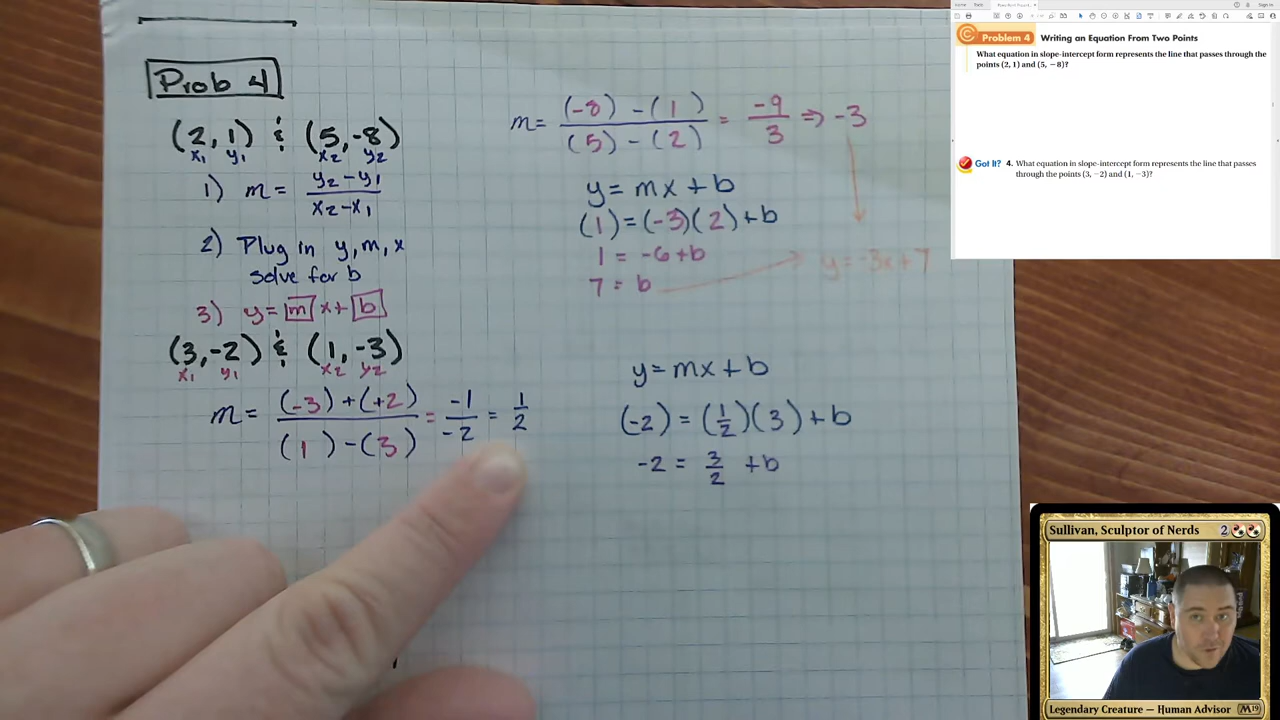 Prob 4
(2, 1) & (5, -8)
x₁ y₁ x₂ y₂
1) m = y₂ - y₁ / x₂ - x₁
2) Plug in y, m, x
solve for b
3) y = m x + b
(3, -2) & (1, -3)
x₁ y₁ x₂ y₂
m = (-3) + (+2) / (1) - (3) = -1 / -2 = 1/2
m = (-8) - (1) / (5) - (2) = -9 / 3 ⇒ -3
y = mx + b
(1) = (-3)(2) + b
1 = -6 + b
7 = b
y = -3x + 7
y = mx + b
(-2) = (1/2)(3) + b
-2 = 3/2 + b
Problem 4 Writing an Equation From Two Points
What equation in slope-intercept form represents the line that passes through the
points (2, 1) and (5, −8)?
Got It? 4. What equation in slope-intercept form represents the line that passes
through the points (3, −2) and (1, −3)?
Sullivan, Sculptor of Nerds 2
Legendary Creature — Human Advisor M19